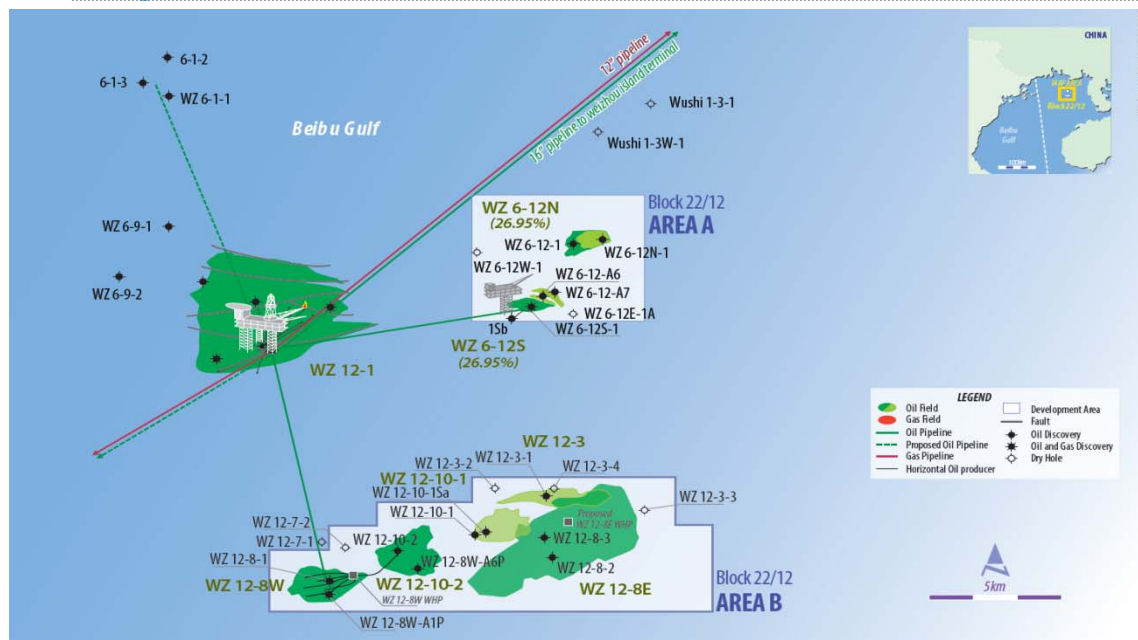 6-1-2
6-1-3
WZ 6-1-1
Beibu Gulf
12" pipeline
16" pipeline to weizhou island terminal
Wushi 1-3-1
Wushi 1-3W-1
CHINA
Block 22/12
Beibu
Gulf
100km
WZ 6-9-1
WZ 6-9-2
WZ 12-1
Block 22/12
AREA A
WZ 6-12N
(26.95%)
WZ 6-12-1
WZ 6-12N-1
WZ 6-12W-1
WZ 6-12-A6
WZ 6-12-A7
WZ 6-12E-1A
1Sb
WZ 6-12S-1
WZ 6-12S
(26.95%)
LEGEND
Oil Field
Gas Field
Oil Pipeline
Proposed Oil Pipeline
Gas Pipeline
Horizontal Oil producer
Development Area
Fault
Oil Discovery
Oil and Gas Discovery
Dry Hole
WZ 12-3
WZ 12-3-2
WZ 12-3-1
WZ 12-3-4
WZ 12-10-1
WZ 12-10-1Sa
WZ 12-10-1
WZ 12-3-3
Proposed
WZ 12-8E WHP
WZ 12-7-2
WZ 12-7-1
WZ 12-10-2
WZ 12-8-3
WZ 12-8-1
WZ 12-8W-A6P
WZ 12-8-2
WZ 12-8W
WZ 12-10-2
WZ 12-8E
WZ 12-8W WHP
WZ 12-8W-A1P
Block 22/12
AREA B
5km